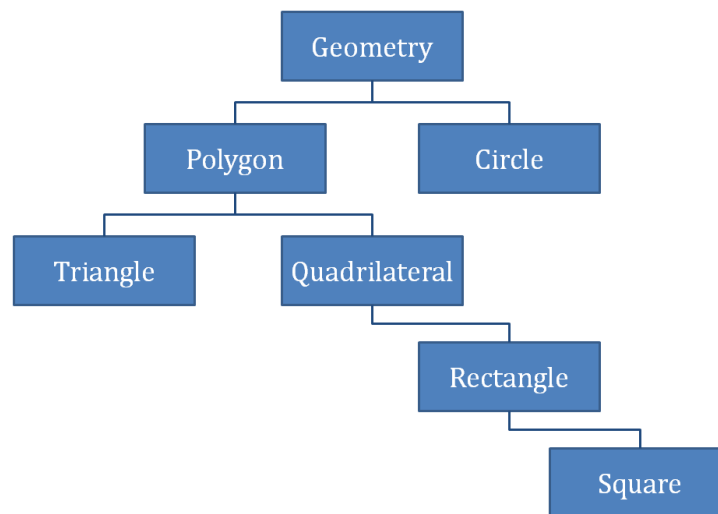 Geometry
Polygon
Circle
Triangle
Quadrilateral
Rectangle
Square